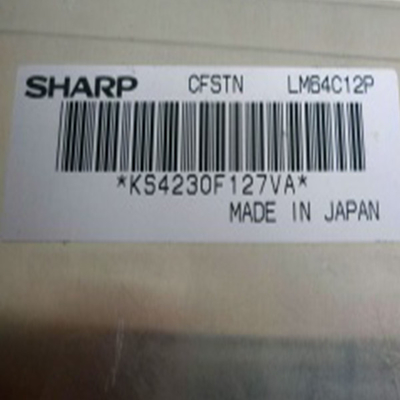 SHARP CFSTN LM64C12P
*KS4230F127VA*
MADE IN JAPAN